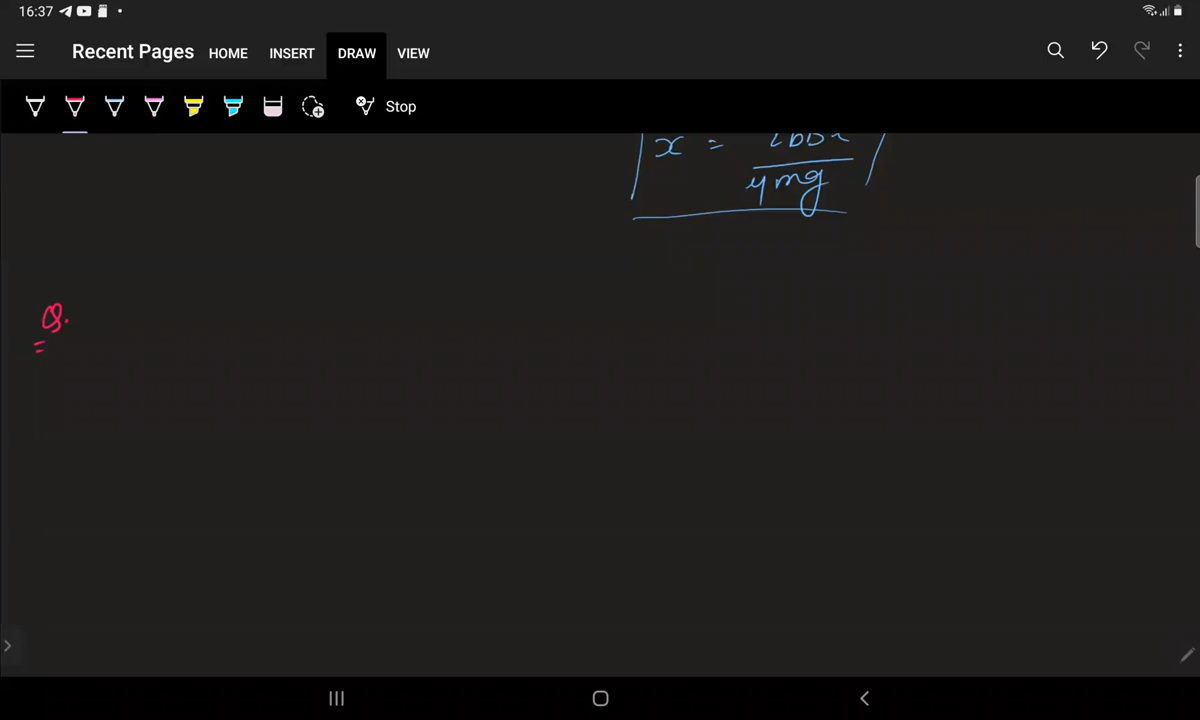 16:37
Recent Pages HOME INSERT DRAW VIEW
Stop
x =
4mg
Q.